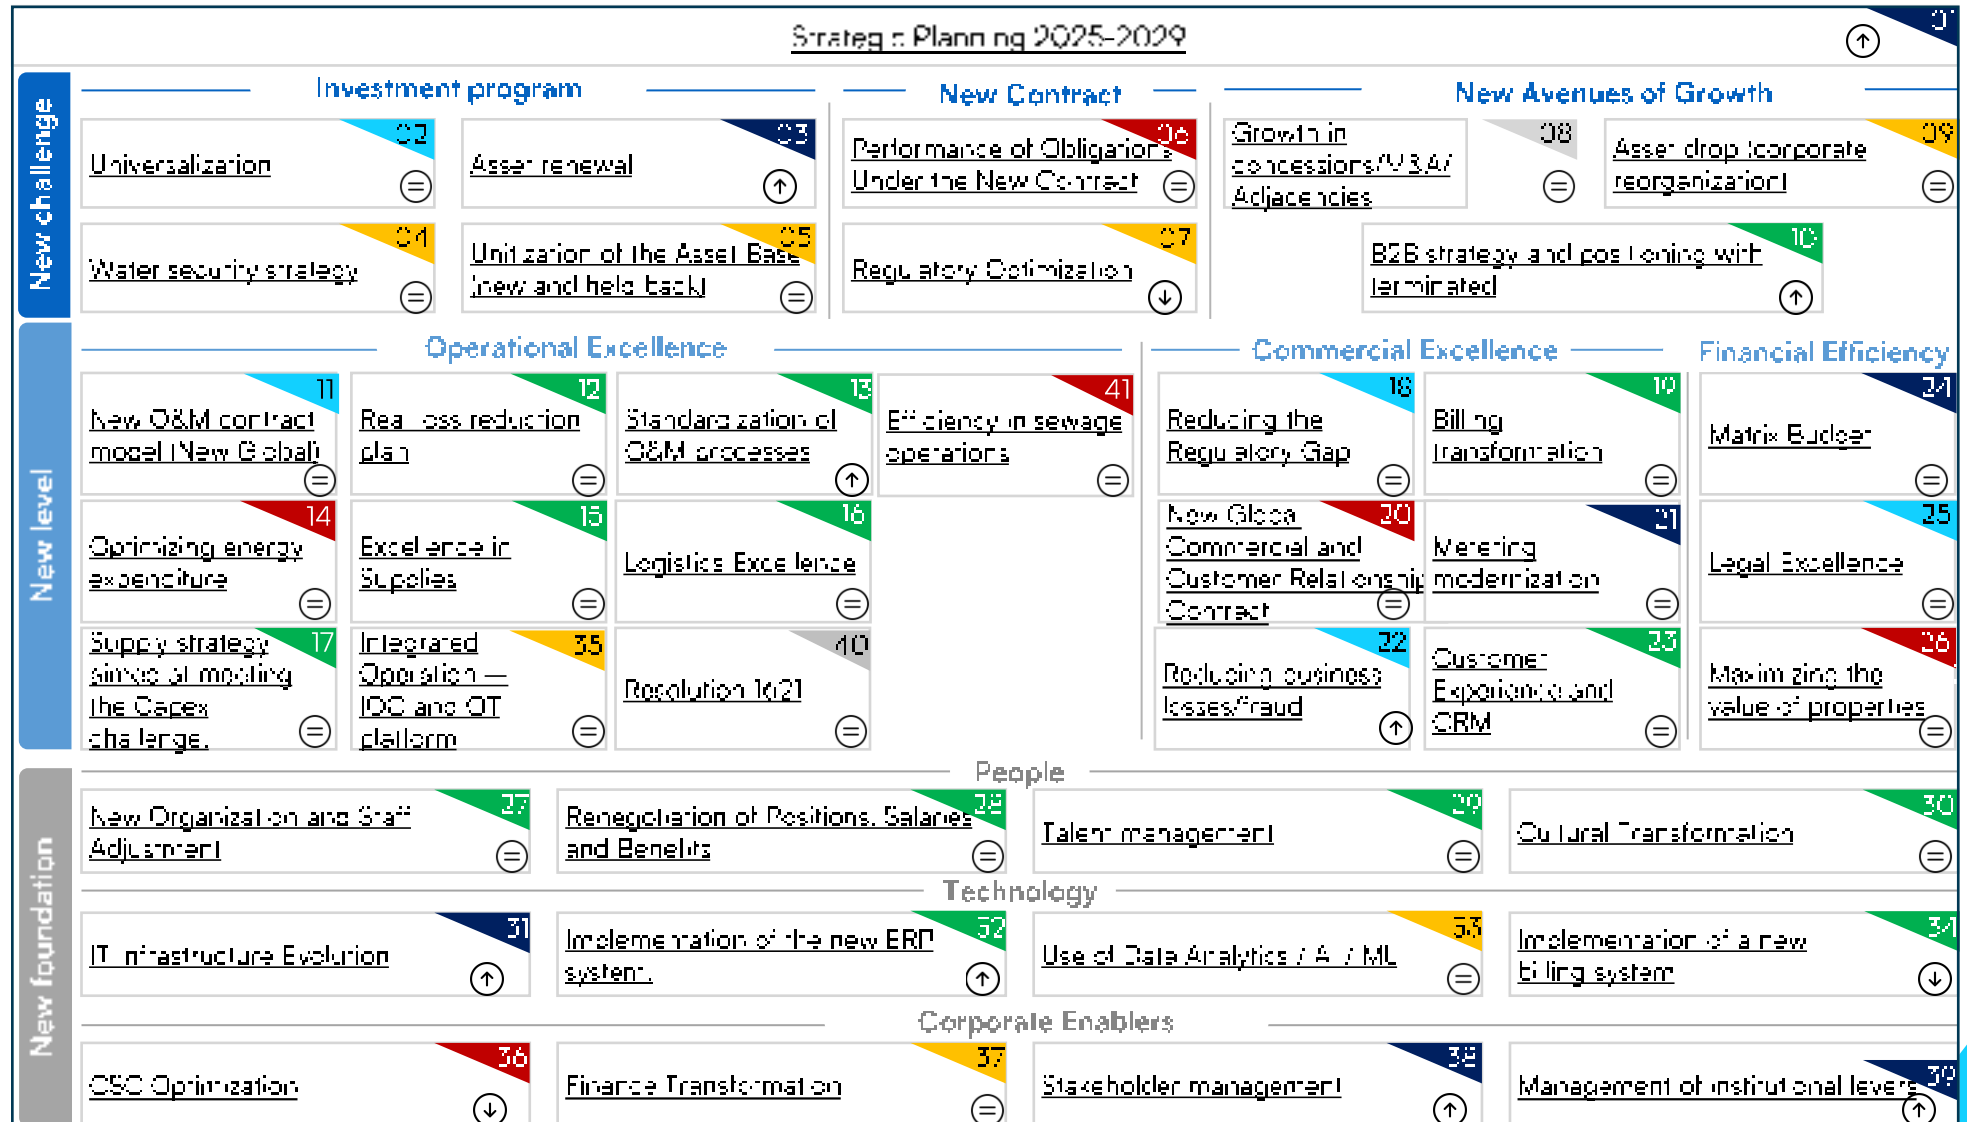 Strategic Planning 2025-2029
01
New challenge
Investment program
New Contract
New Avenues of Growth
02
Universalization
03
Asset renewal
06
Performance of Obligations
Under the New Contract
08
Growth in
concessions/M&A/
Adjacencies
09
Asset drop (corporate
reorganization)
04
Water security strategy
05
Unitization of the Asset Base
(new and held back)
07
Regulatory Optimization
10
B2B strategy and positioning with
terminated
New level
Operational Excellence
Commercial Excellence
Financial Efficiency
11
New O&M contract
model (New Global)
12
Real loss reduction
plan
13
Standardization of
O&M processes
41
Efficiency in sewage
operations
18
Reducing the
Regulatory Gap
19
Billing
transformation
24
Matrix Budget
14
Optimizing energy
expenditure
15
Excellence in
Supplies
16
Logistics Excellence
20
New Global
Commercial and
Customer Relationship
Contract
21
Metering
modernization
25
Legal Excellence
17
Supply strategy
aimed at meeting
the Capex
challenge.
35
Integrated
Operation —
IOC and OT
platform
40
Resolution 1621
22
Reducing business
losses/fraud
23
Customer
Experience and
CRM
26
Maximizing the
value of properties
New foundation
People
27
New Organization and Staff
Adjustment
28
Renegotiation of Positions, Salaries
and Benefits
29
Talent management
30
Cultural Transformation
Technology
31
IT Infrastructure Evolution
32
Implementation of the new ERP
system.
33
Use of Data Analytics / AI / ML
34
Implementation of a new
billing system
Corporate Enablers
36
CSC Optimization
37
Finance Transformation
38
Stakeholder management
39
Management of institutional levers